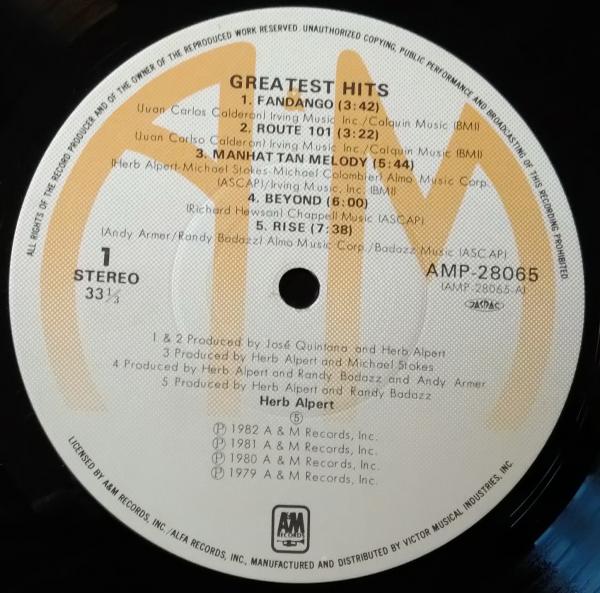 ALL RIGHTS OF THE RECORD PRODUCER AND OF THE OWNER OF THE REPRODUCED WORK RESERVED. UNAUTHORIZED COPYING, PUBLIC PERFORMANCE AND BROADCASTING OF THIS RECORDING PROHIBITED
GREATEST HITS
1. FANDANGO (3:42)
(Juan Carlos Calderon) Irving Music Inc./Calquin Music (BMI)
2. ROUTE 101 (3:22)
(Juan Carlso Calderon) Irving Music Inc./Calquin Music (BMI)
3. MANHATTAN MELODY (5:44)
(Herb Alpert-Michael Stokes-Michael Colombier) Almo Music Corp.
(ASCAP)/Irving Music, Inc. (BMI)
4. BEYOND (6:00)
(Richard Hewson) Chappell Music (ASCAP)
5. RISE (7:38)
(Andy Armer/Randy Badazz) Almo Music Corp./Badazz Music (ASCAP)
1
STEREO
33 1/3
AMP-28065
(AMP-28065-A)
JASRAC
1 & 2 Produced by José Quintana and Herb Alpert
3 Produced by Herb Alpert and Michael Stokes
4 Produced by Herb Alpert and Randy Badazz and Andy Armer
5 Produced by Herb Alpert and Randy Badazz
Herb Alpert
⑤
Ⓟ 1982 A & M Records, Inc.
Ⓟ 1981 A & M Records, Inc.
Ⓟ 1980 A & M Records, Inc.
Ⓟ 1979 A & M Records, Inc.
A&M
RECORDS
LICENSED BY A&M RECORDS, INC./ALFA RECORDS, INC., MANUFACTURED AND DISTRIBUTED BY VICTOR MUSICAL INDUSTRIES, INC.